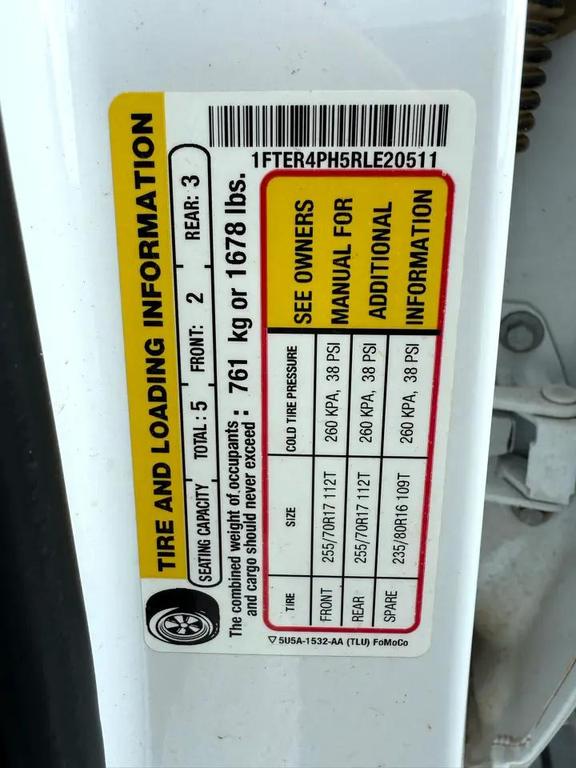 1FTER4PH5RLE20511
TIRE AND LOADING INFORMATION
SEATING CAPACITY TOTAL : 5 FRONT: 2 REAR: 3
The combined weight of occupants
and cargo should never exceed : 761 kg or 1678 lbs.
TIRE SIZE COLD TIRE PRESSURE
FRONT 255/70R17 112T 260 KPA, 38 PSI
REAR 255/70R17 112T 260 KPA, 38 PSI
SPARE 235/80R16 109T 260 KPA, 38 PSI
SEE OWNERS
MANUAL FOR
ADDITIONAL
INFORMATION
5U5A-1532-AA (TLU) FoMoCo